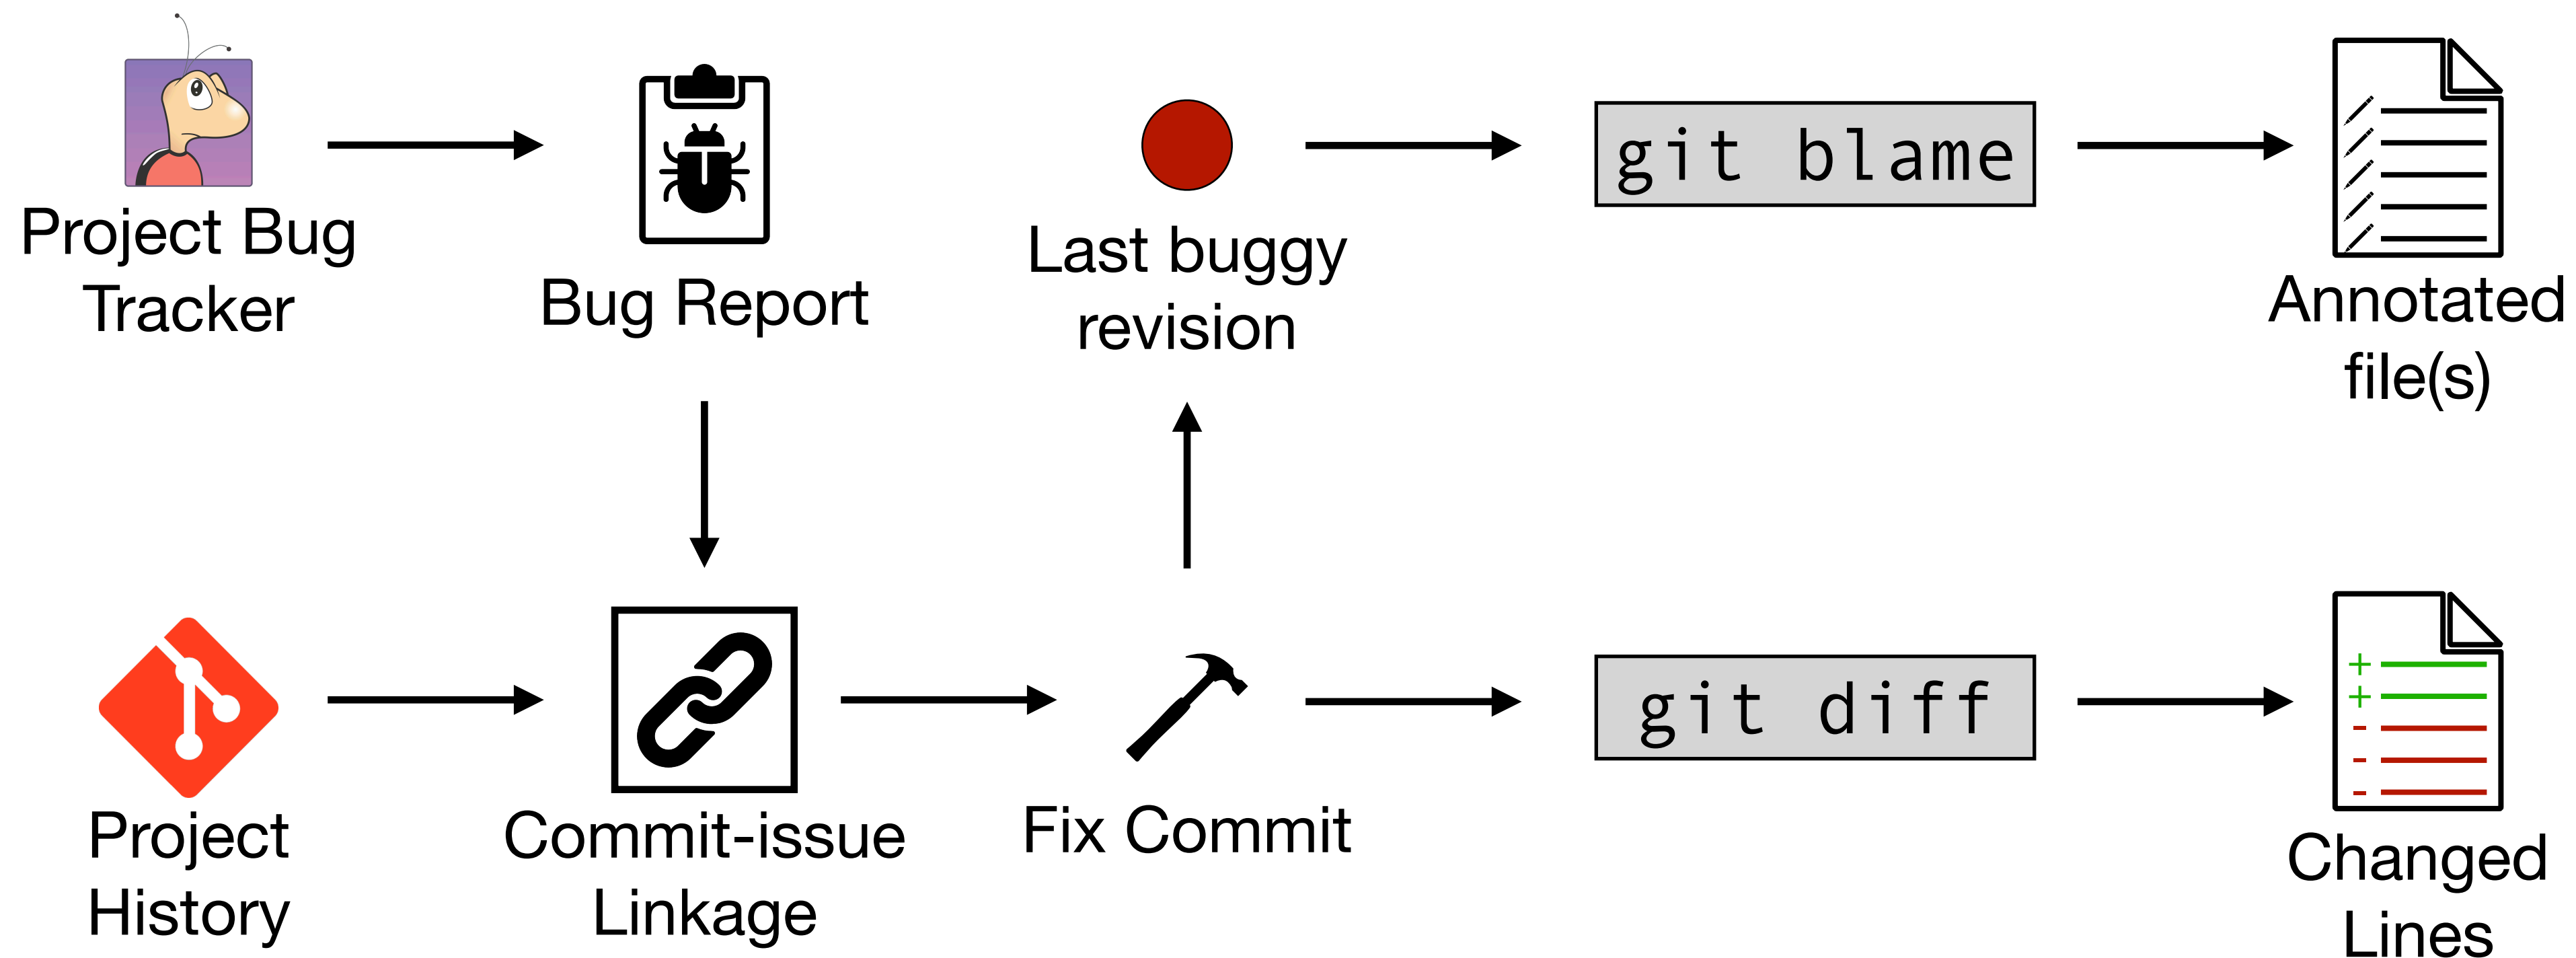 Project Bug
Tracker
Bug Report
Last buggy
revision
git blame
Annotated
file(s)
Project
History
Commit-issue
Linkage
Fix Commit
git diff
Changed
Lines